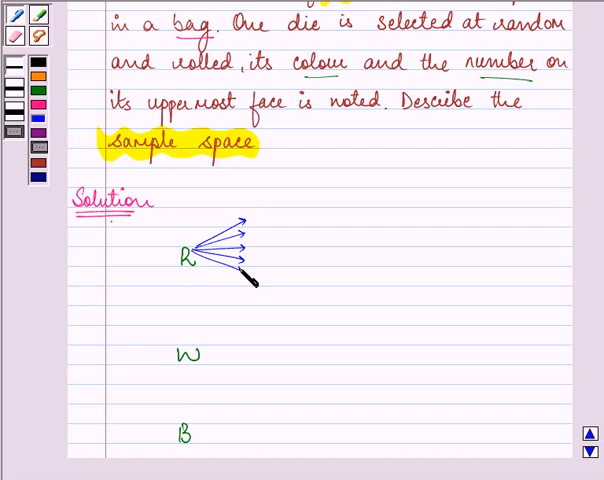 in a bag. One die is selected at random
and rolled, its colour and the number on
its uppermost face is noted. Describe the
sample space
Solution
R
W
B